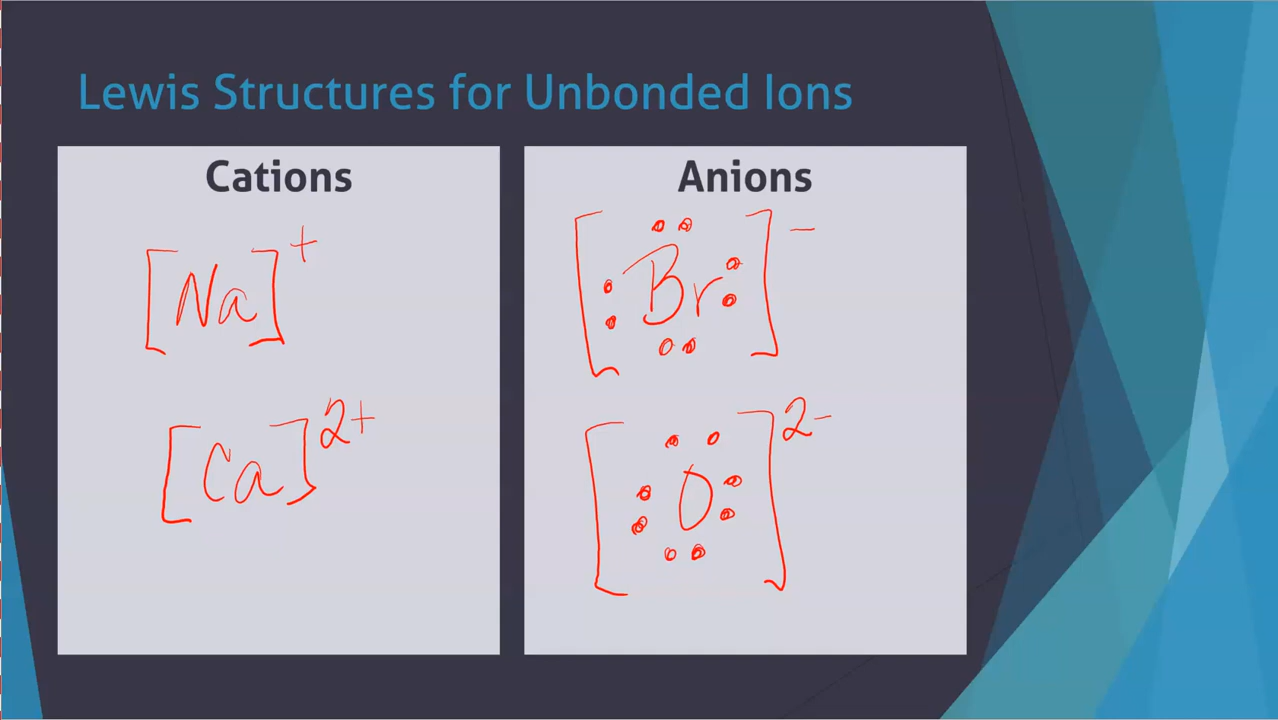 Lewis Structures for Unbonded Ions
Cations
[Na]+
[Ca]2+
Anions
[Br]−
[O]2−